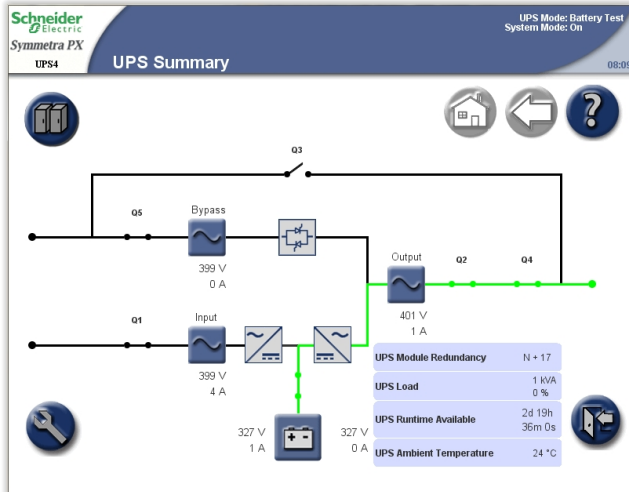 Schneider
Electric
Symmetra PX
UPS4
UPS Summary
UPS Mode: Battery Test
System Mode: On
08:09
Q3
Q5
Bypass
399 V
0 A
Output
Q2
Q4
401 V
1 A
Q1
Input
399 V
4 A
327 V
1 A
327 V
0 A
UPS Module Redundancy N + 17
UPS Load 1 kVA
0 %
UPS Runtime Available 2d 19h
36m 0s
UPS Ambient Temperature 24 °C